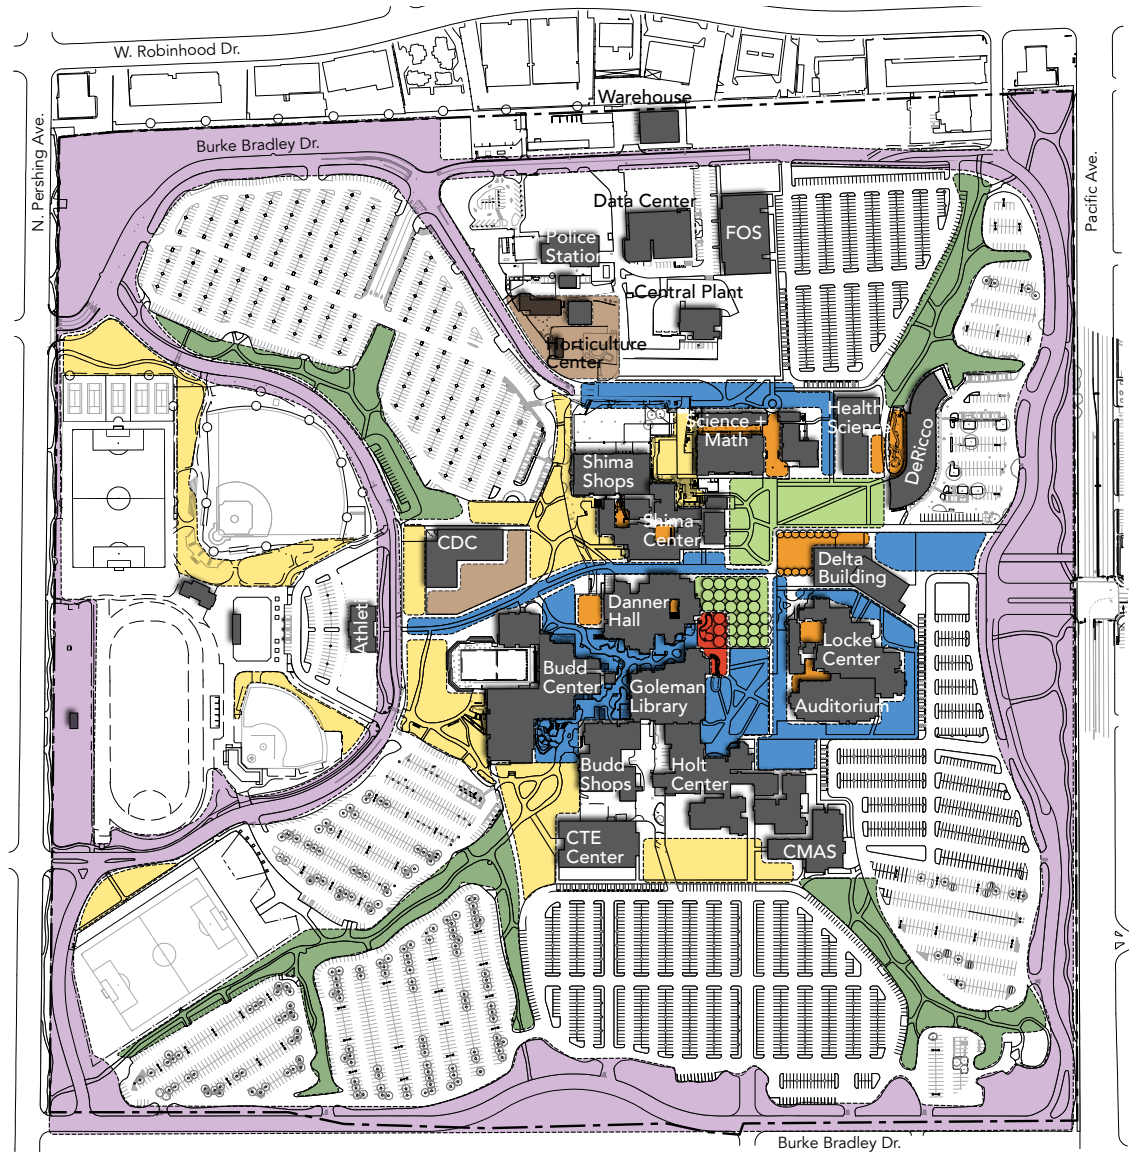 W. Robinhood Dr.
Warehouse
N. Pershing Ave.
Burke Bradley Dr.
Pacific Ave.
Data Center
FOS
Police
Station
Central Plant
Horticulture
Center
Health
Science
Science +
Math
DeRicco
Shima
Shops
Shima
Center
CDC
Delta
Building
Danner
Hall
Athlet
Locke
Center
Budd
Center
Goleman
Library
Auditorium
Budd
Shops
Holt
Center
CTE
Center
CMAS
Burke Bradley Dr.